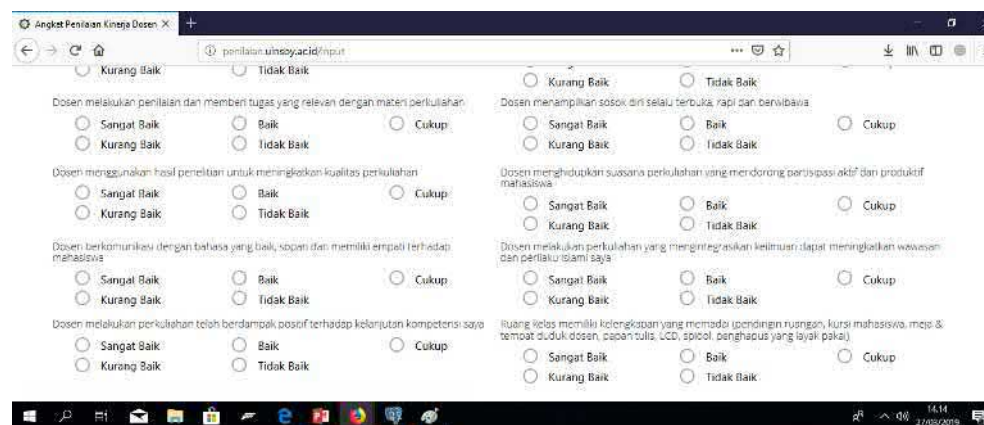 Angket Penilaian Kinerja Dosen
penilaian.uinsby.ac.id/input
Kurang Baik Tidak Baik
Dosen melakukan penilaian dan memberi tugas yang relevan dengan materi perkuliahan
Sangat Baik Baik Cukup
Kurang Baik Tidak Baik
Dosen menggunakan hasil penelitian untuk meningkatkan kualitas perkuliahan
Sangat Baik Baik Cukup
Kurang Baik Tidak Baik
Dosen berkomunikasi dengan bahasa yang baik, sopan dan memiliki empati terhadap
mahasiswa
Sangat Baik Baik Cukup
Kurang Baik Tidak Baik
Dosen melakukan perkuliahan telah berdampak positif terhadap kelanjutan kompetensi saya
Sangat Baik Baik Cukup
Kurang Baik Tidak Baik
Kurang Baik Tidak Baik
Dosen menampilkan sosok diri selalu terbuka, rapi dan berwibawa
Sangat Baik Baik Cukup
Kurang Baik Tidak Baik
Dosen menghidupkan suasana perkuliahan yang mendorong partisipasi aktif dan produktif
mahasiswa
Sangat Baik Baik Cukup
Kurang Baik Tidak Baik
Dosen melakukan perkuliahan yang mengintegrasikan keilmuan dapat meningkatkan wawasan
dan perilaku islami saya
Sangat Baik Baik Cukup
Kurang Baik Tidak Baik
Ruang kelas memiliki kelengkapan yang memadai (pendingin ruangan, kursi mahasiswa, meja &
tempat duduk dosen, papan tulis, LCD, spidol, penghapus yang layak pakai)
Sangat Baik Baik Cukup
Kurang Baik Tidak Baik
14.14
27/03/2019